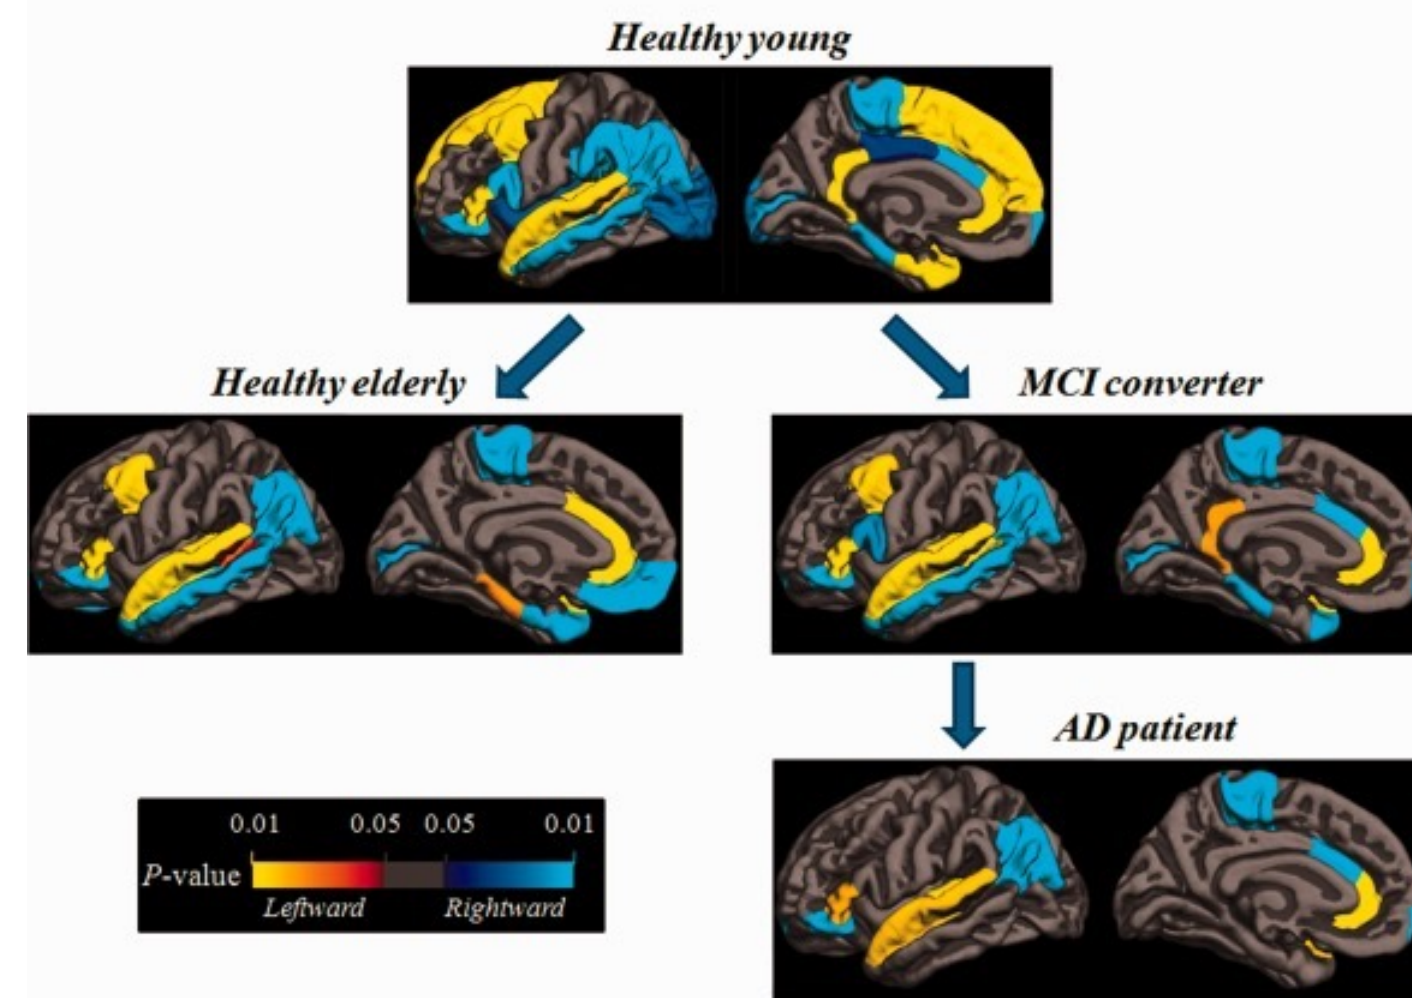 Healthy young
Healthy elderly
MCI converter
AD patient
0.01 0.05 0.05 0.01
P-value
Leftward Rightward